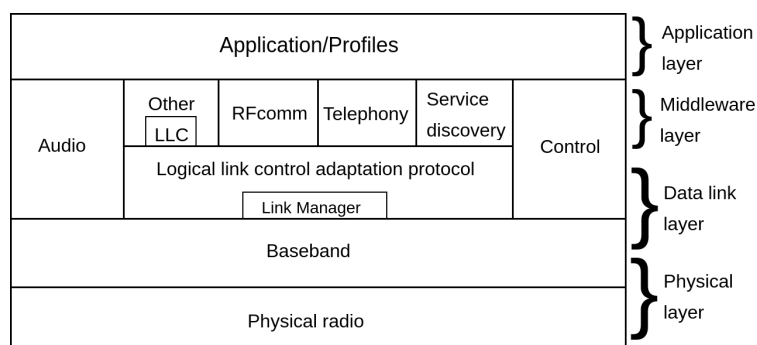 Application/Profiles
Application
layer
Audio
Other
LLC
RFcomm
Telephony
Service
discovery
Control
Middleware
layer
Logical link control adaptation protocol
Link Manager
Data link
layer
Baseband
Physical radio
Physical
layer